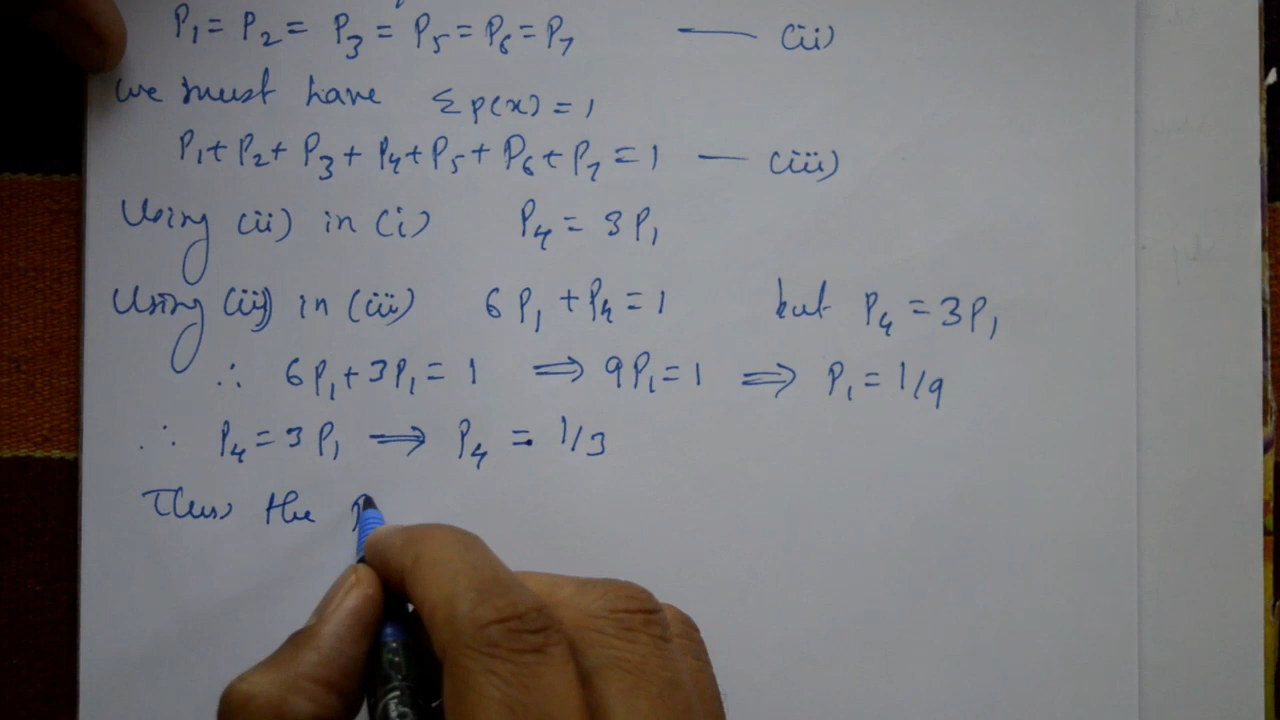 P₁ = P₂ = P₃ = P₅ = P₆ = P₇ — (ii)
We must have Σ p(x) = 1
P₁ + P₂ + P₃ + P₄ + P₅ + P₆ + P₇ = 1 — (iii)
Using (ii) in (i) P₄ = 3P₁
Using (ii) in (iii) 6P₁ + P₄ = 1 but P₄ = 3P₁
∴ 6P₁ + 3P₁ = 1 ⟹ 9P₁ = 1 ⟹ P₁ = 1/9
∴ P₄ = 3P₁ ⟹ P₄ = 1/3
Thus the